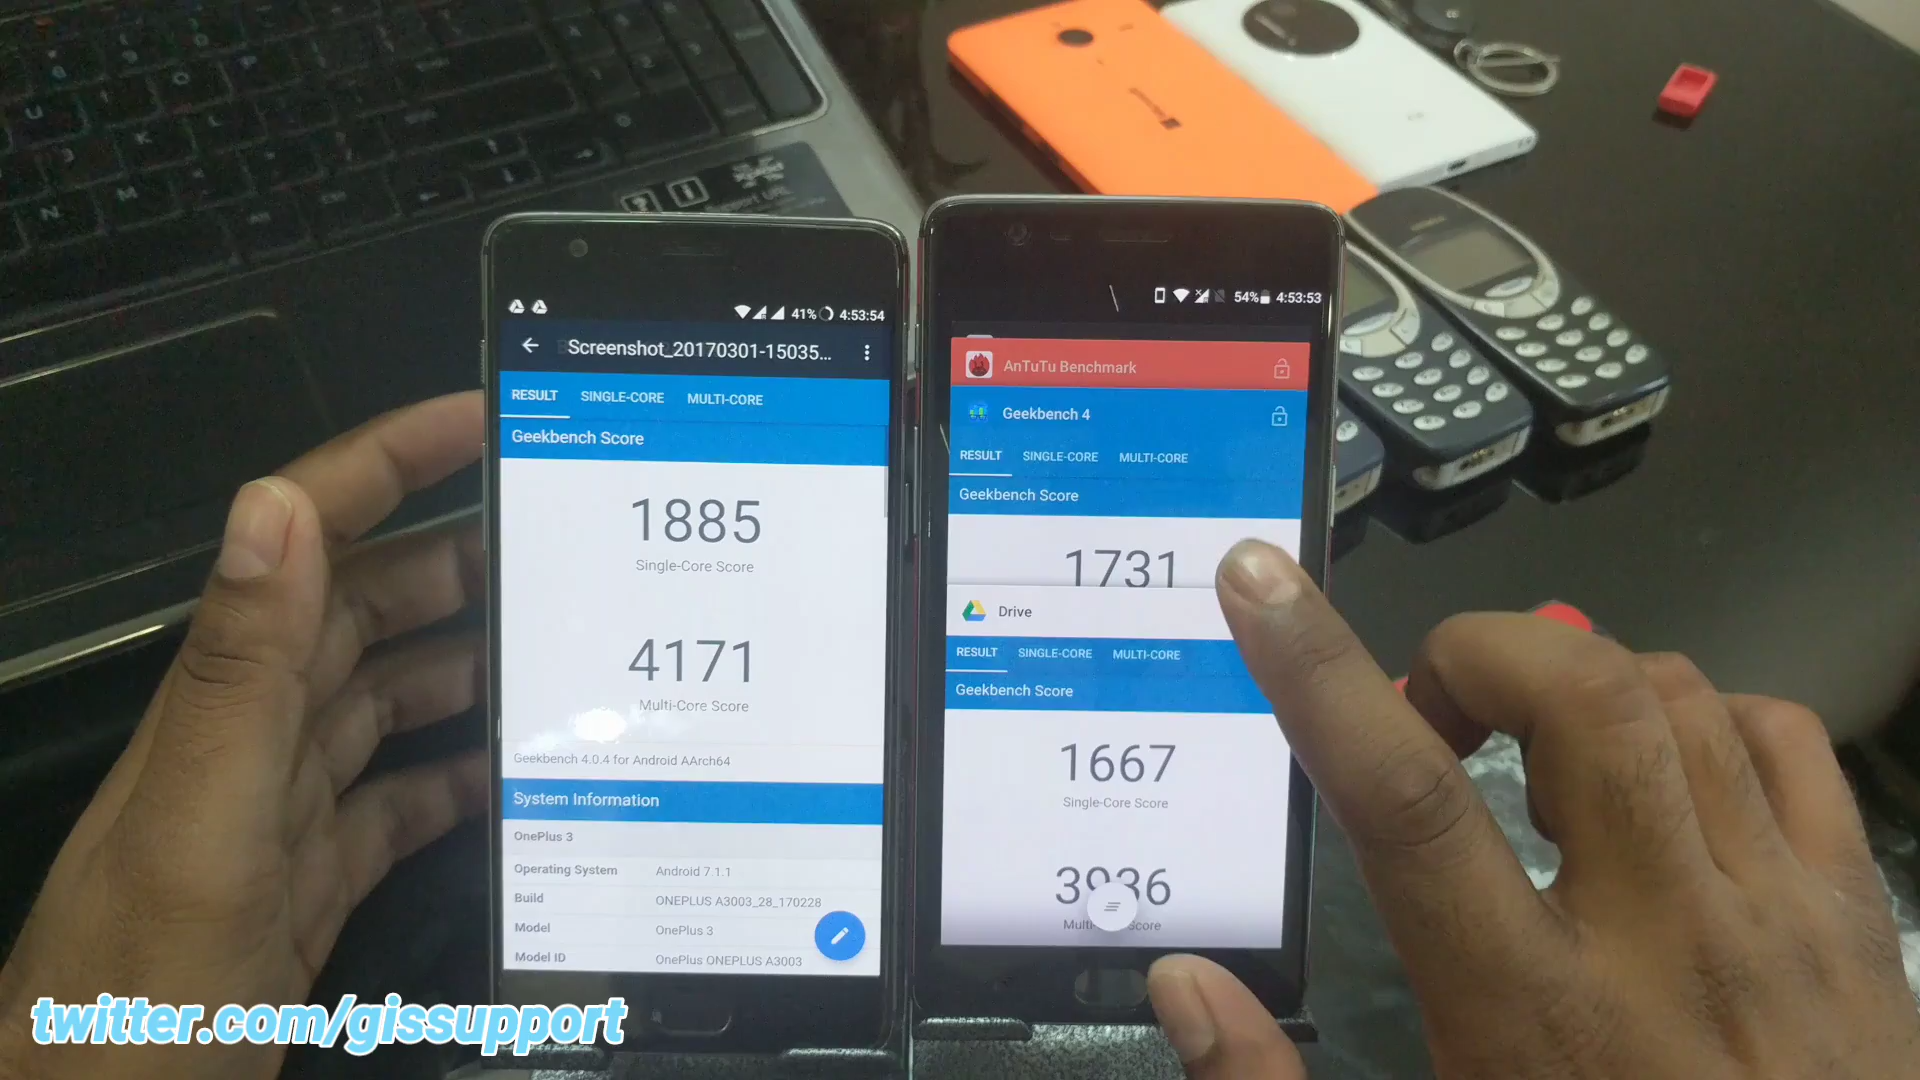 41% 4:53:54
Screenshot_20170301-15035...
RESULT SINGLE-CORE MULTI-CORE
Geekbench Score
1885
Single-Core Score
4171
Multi-Core Score
Geekbench 4.0.4 for Android AArch64
System Information
OnePlus 3
Operating System Android 7.1.1
Build ONEPLUS A3003_28_170228
Model OnePlus 3
Model ID OnePlus ONEPLUS A3003
54% 4:53:53
AnTuTu Benchmark
Geekbench 4
RESULT SINGLE-CORE MULTI-CORE
Geekbench Score
1731
Drive
RESULT SINGLE-CORE MULTI-CORE
Geekbench Score
1667
Single-Core Score
3936
Score
twitter.com/gissupport